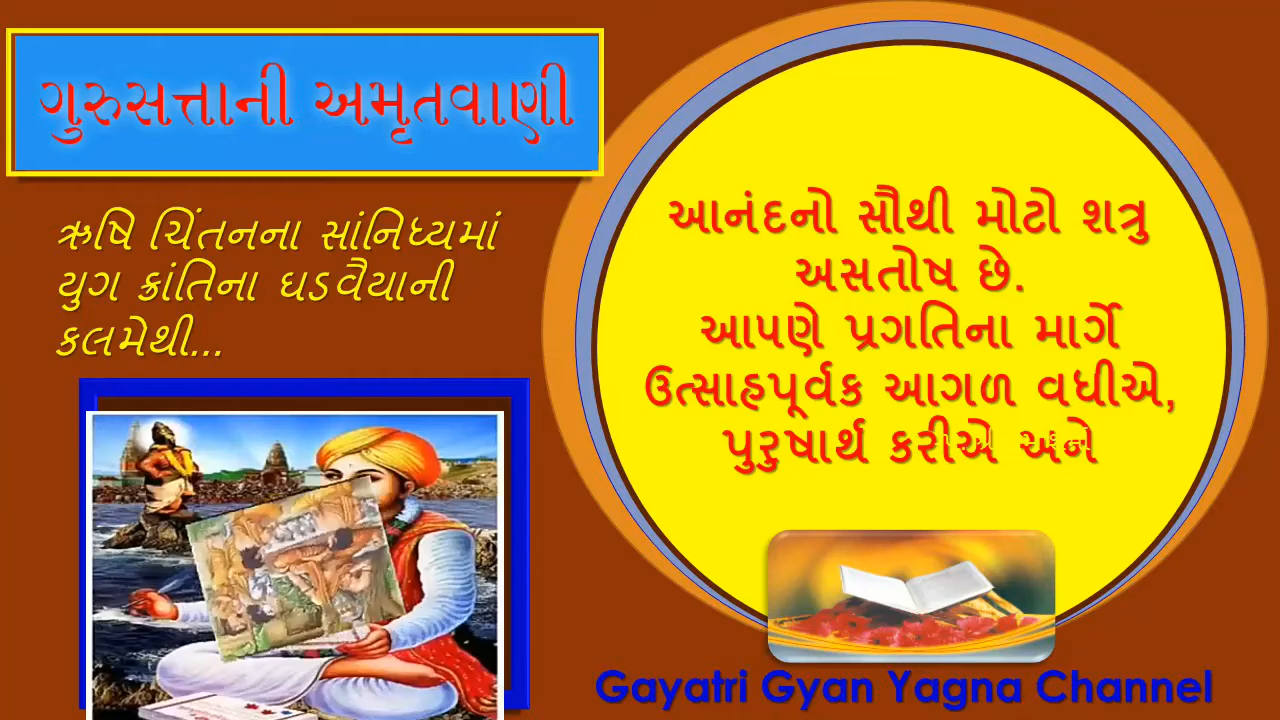 ગુરુસત્તાની અમૃતવાણી
ઋષિ ચિંતનના સાંનિધ્યમાં
યુગ ક્રાંતિના ઘડવૈયાની
કલમેથી...
આનંદનો સૌથી મોટો શત્રુ
અસતોષ છે.
આપણે પ્રગતિના માર્ગે
ઉત્સાહપૂર્વક આગળ વધીએ,
પુરુષાર્થ કરીએ અને
Gayatri Gyan Yagna Channel